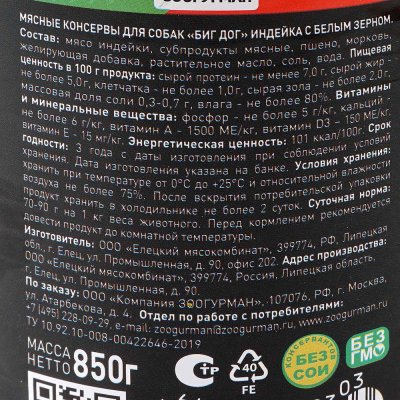 ЗООГУРМАН
МЯСНЫЕ КОНСЕРВЫ ДЛЯ СОБАК «БИГ ДОГ» ИНДЕЙКА С БЕЛЫМ ЗЕРНОМ.
Состав: мясо индейки, субпродукты мясные, пшено, морковь,
желирующая добавка, растительное масло, соль, вода. Пищевая
ценность в 100 г продукта: сырой протеин - не менее 7,0 г, сырой жир -
не более 5,0г, клетчатка - не более 1,0г, сырая зола - не более 2,0г,
массовая доля соли 0,3-0,7 г, влага - не более 80%. Витамины
и минеральные вещества: фосфор - не более 5 г/кг, кальций -
не более 6 г/кг, витамин А - 1500 МЕ/кг, витамин D3 - 150 МЕ/кг,
витамин Е - 15 мг/кг. Энергетическая ценность: 101 ккал/100г. Срок
годности: 3 года с даты изготовления при соблюдении условий
хранения. Дата изготовления указана на банке. Условия хранения:
хранить при температуре от 0°С до +25°С и относительной влажности
воздуха не более 75%. После вскрытия потребительской упаковки
продукт хранить в холодильнике не более 2 суток. Суточная норма:
70-90 г на 1 кг веса животного. Перед кормлением рекомендуется
довести продукт до комнатной температуры.
Изготовитель: ООО «Елецкий мясокомбинат», 399774, РФ, Липецкая
обл., г. Елец, ул. Промышленная, д. 90, офис 202. Адрес производства:
ООО «Елецкий мясокомбинат», 399774, Россия, Липецкая область,
г. Елец, ул. Промышленная, д. 90.
По заказу: ООО «Компания ЗООГУРМАН». 107076, РФ, г. Москва,
ул. Атарбекова, д. 4. Отдел по работе с потребителями:
+7(495) 228-09-29, e-mail: zoogurman@zoogurman.ru
ТУ 10.92.10-008-00422646-2019
МАССА
НЕТТО 850г
СТР
40
FE
КОНСЕРВАНТОВ
БЕЗ
СОИ
БЕЗ
ГМО